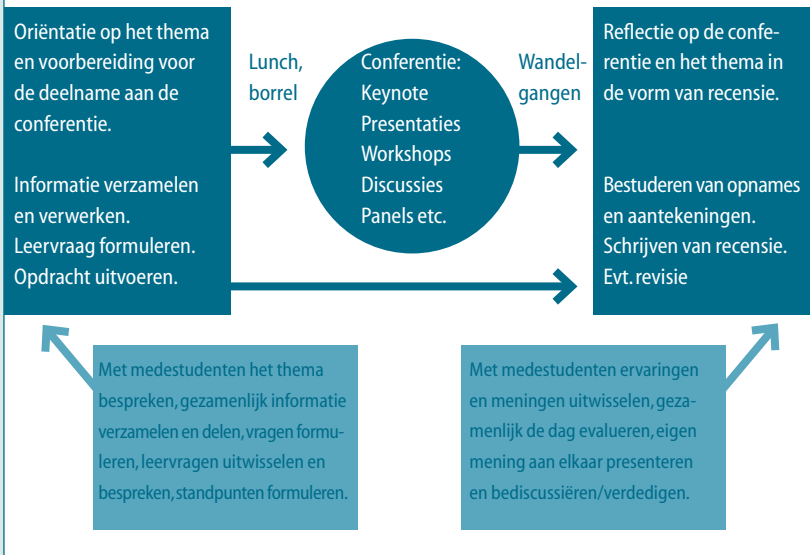 Oriëntatie op het thema
en voorbereiding voor
de deelname aan de
conferentie.
Informatie verzamelen
en verwerken.
Leervraag formuleren.
Opdracht uitvoeren.
Lunch,
borrel
Conferentie:
Keynote
Presentaties
Workshops
Discussies
Panels etc.
Wandel-
gangen
Reflectie op de confe-
rentie en het thema in
de vorm van recensie.
Bestuderen van opnames
en aantekeningen.
Schrijven van recensie.
Evt. revisie
Met medestudenten het thema
bespreken, gezamenlijk informatie
verzamelen en delen, vragen formu-
leren, leervragen uitwisselen en
bespreken, standpunten formuleren.
Met medestudenten ervaringen
en meningen uitwisselen, geza-
menlijk de dag evalueren, eigen
mening aan elkaar presenteren
en bediscussiëren/verdedigen.